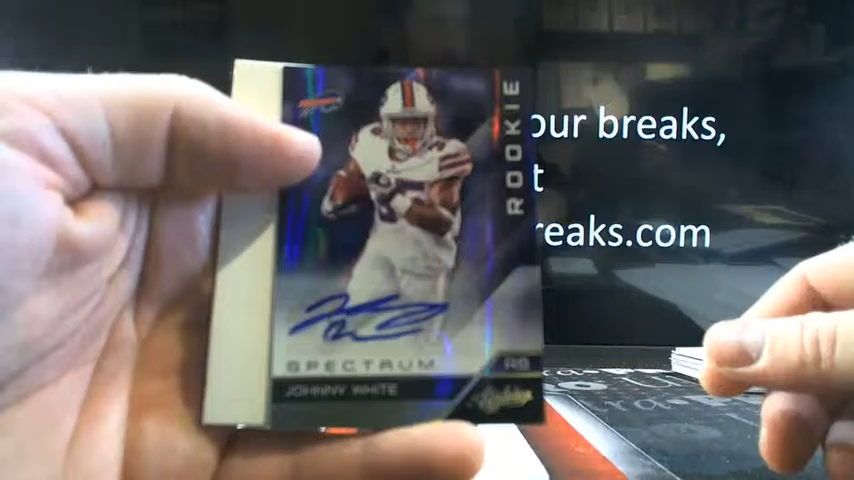 ROOKIE
our breaks,
t
reaks.com
SPECTRUM
RB
JOHNNY WHITE